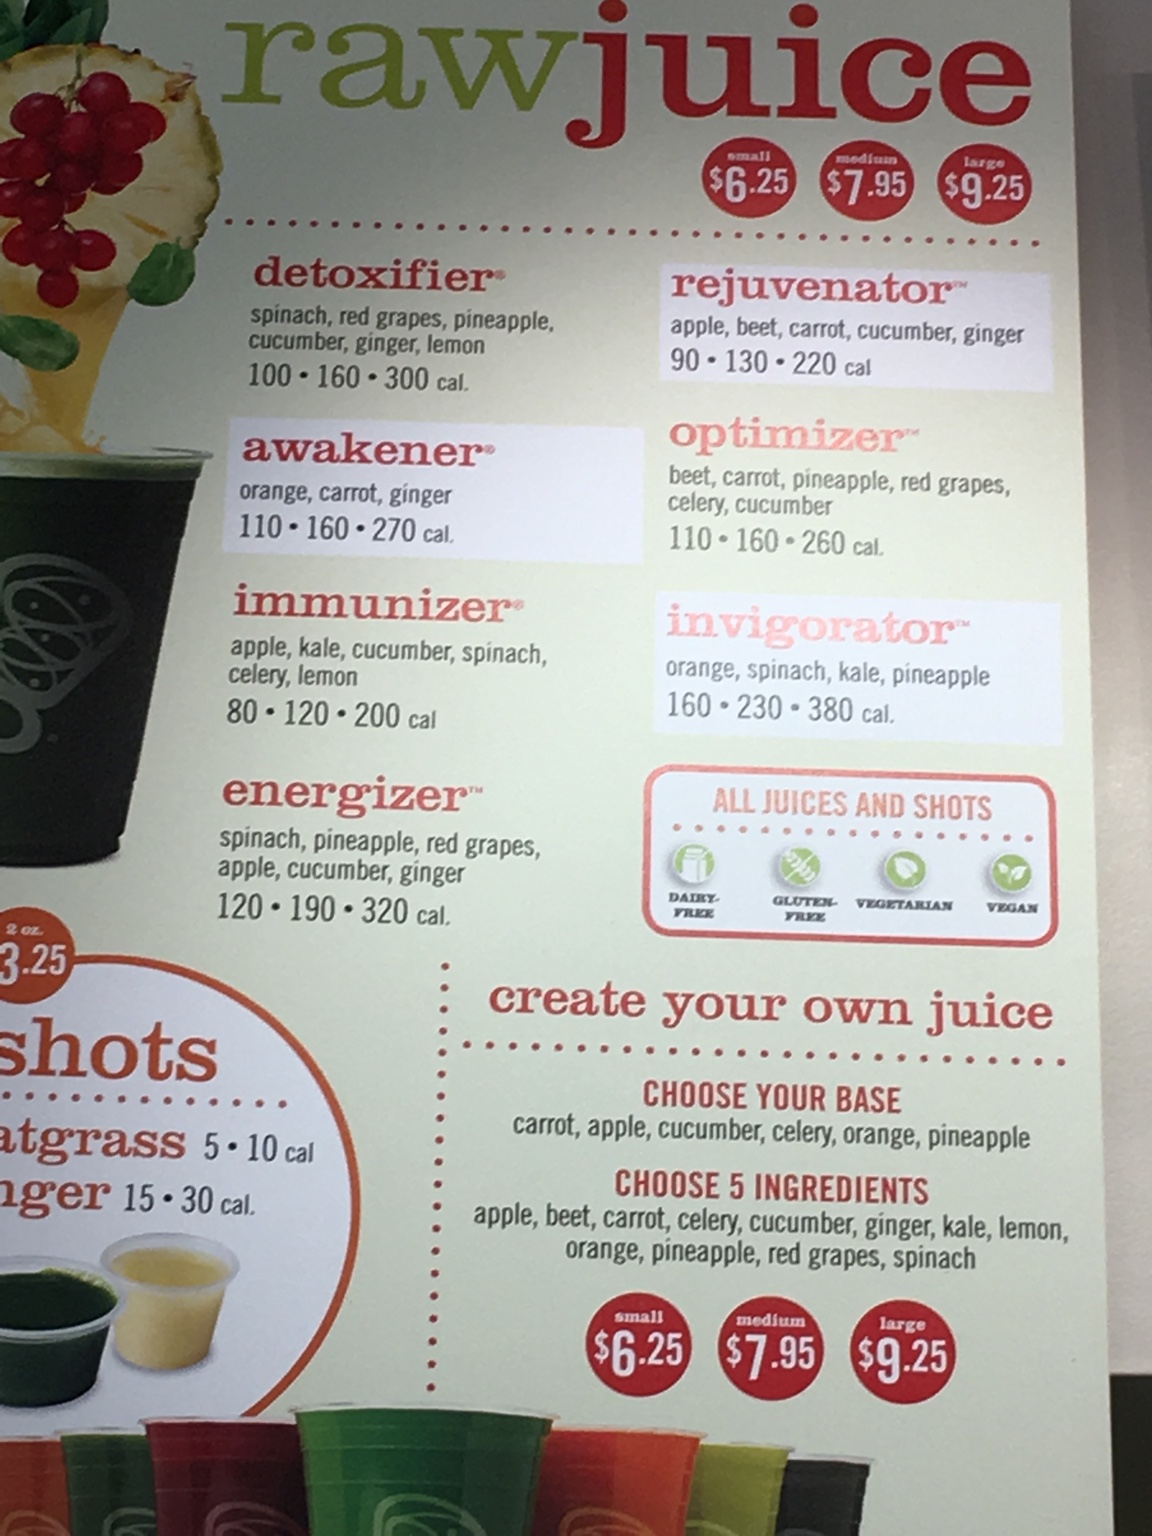 rawjuice
small $6.25
medium $7.95
large $9.25
detoxifier®
spinach, red grapes, pineapple,
cucumber, ginger, lemon
100 • 160 • 300 cal.
rejuvenator™
apple, beet, carrot, cucumber, ginger
90 • 130 • 220 cal
awakener®
orange, carrot, ginger
110 • 160 • 270 cal.
optimizer™
beet, carrot, pineapple, red grapes,
celery, cucumber
110 • 160 • 260 cal.
immunizer®
apple, kale, cucumber, spinach,
celery, lemon
80 • 120 • 200 cal
invigorator™
orange, spinach, kale, pineapple
160 • 230 • 380 cal.
energizer™
spinach, pineapple, red grapes,
apple, cucumber, ginger
120 • 190 • 320 cal.
ALL JUICES AND SHOTS
DAIRY-
FREE
GLUTEN-
FREE
VEGETARIAN
VEGAN
2 oz.
3.25
shots
atgrass 5 • 10 cal
nger 15 • 30 cal.
create your own juice
CHOOSE YOUR BASE
carrot, apple, cucumber, celery, orange, pineapple
CHOOSE 5 INGREDIENTS
apple, beet, carrot, celery, cucumber, ginger, kale, lemon,
orange, pineapple, red grapes, spinach
small $6.25
medium $7.95
large $9.25